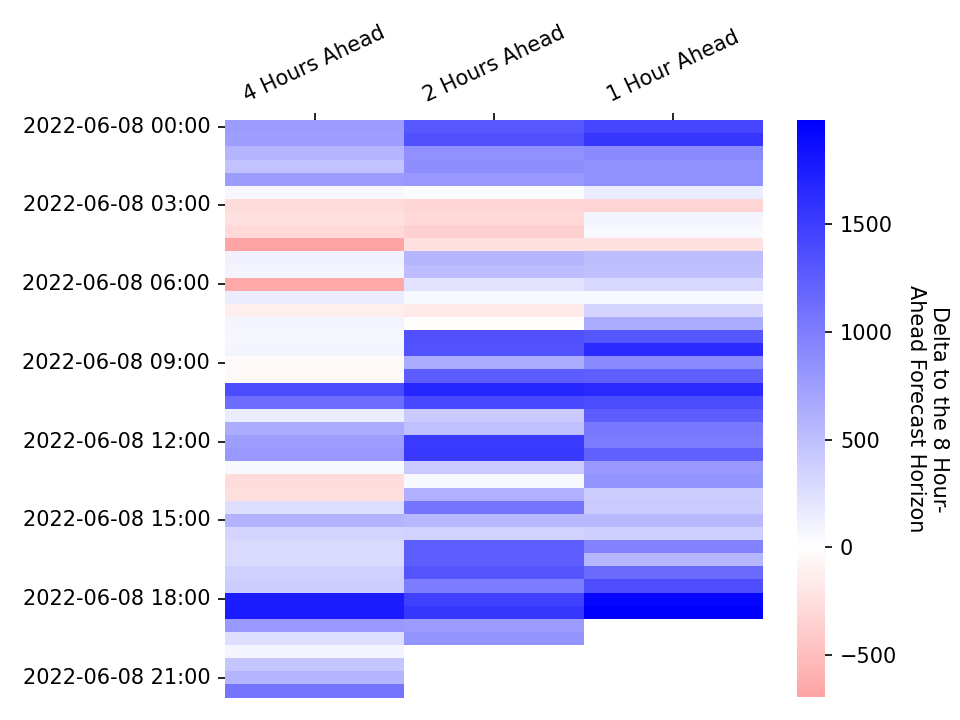 4 Hours Ahead
2 Hours Ahead
1 Hour Ahead
2022-06-08 00:00
2022-06-08 03:00
2022-06-08 06:00
2022-06-08 09:00
2022-06-08 12:00
2022-06-08 15:00
2022-06-08 18:00
2022-06-08 21:00
1500
1000
500
0
−500
Delta to the 8 Hour-
Ahead Forecast Horizon